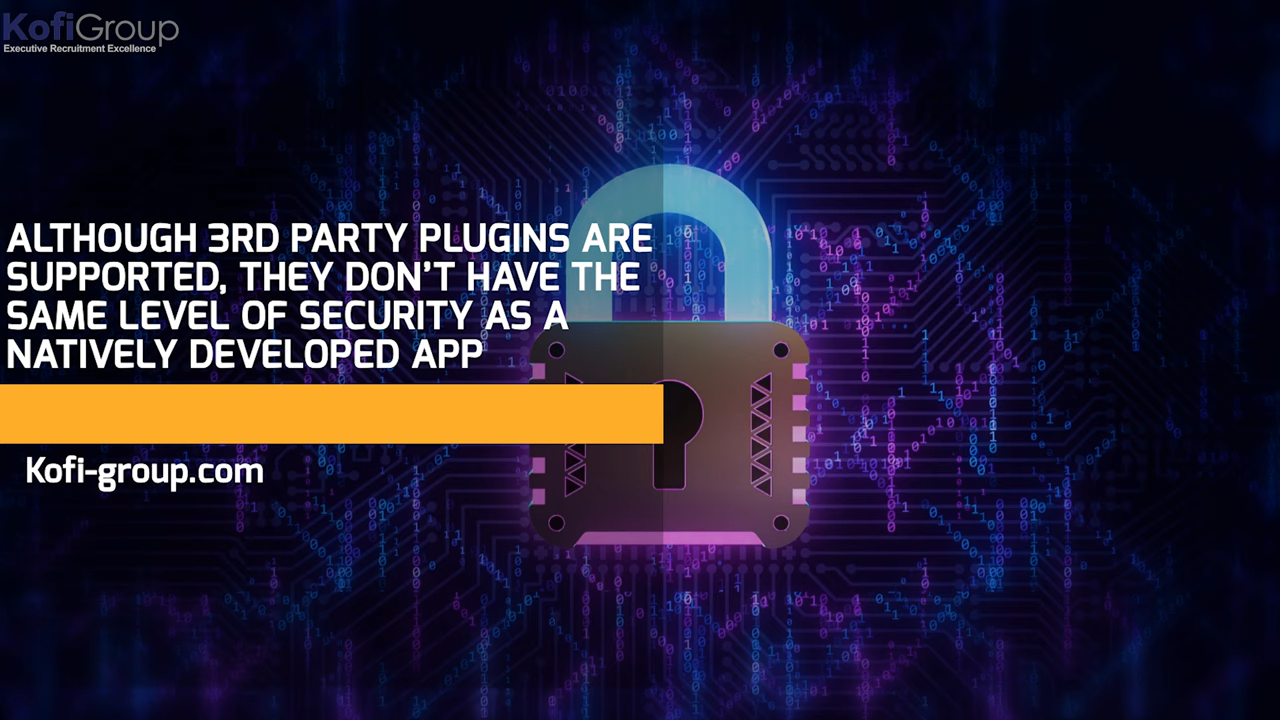 KofiGroup
Executive Recruitment Excellence
ALTHOUGH 3RD PARTY PLUGINS ARE
SUPPORTED, THEY DON’T HAVE THE
SAME LEVEL OF SECURITY AS A
NATIVELY DEVELOPED APP
Kofi-group.com